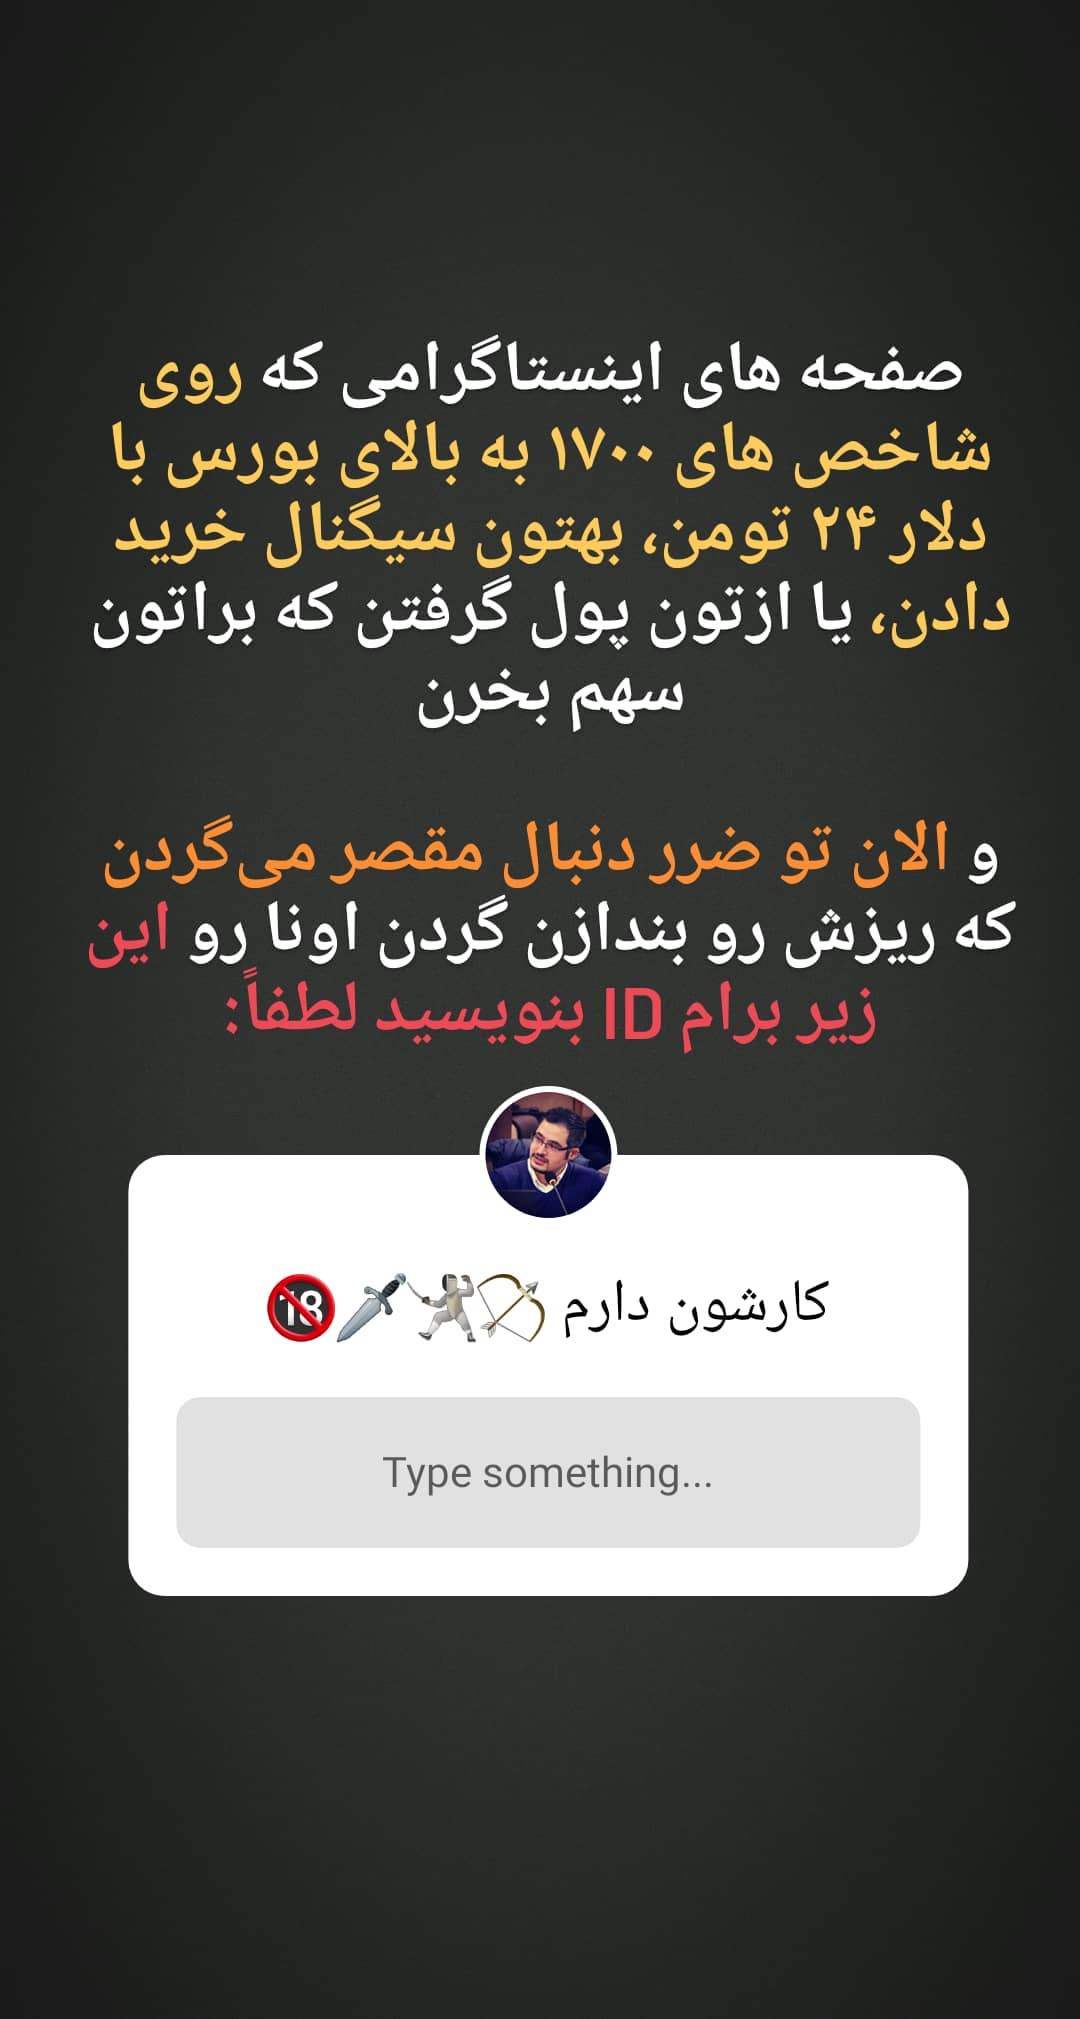 صفحه های اینستاگرامی که روی
شاخص های ۱۷۰۰ به بالای بورس با
دلار ۲۴ تومن، بهتون سیگنال خرید
دادن، یا ازتون پول گرفتن که براتون
سهم بخرن
و الان تو ضرر دنبال مقصر می‌گردن
که ریزش رو بندازن گردن اونا رو این
زیر برام ID بنویسید لطفاً:
کارشون دارم 🏹🤺🗡🔞
Type something...